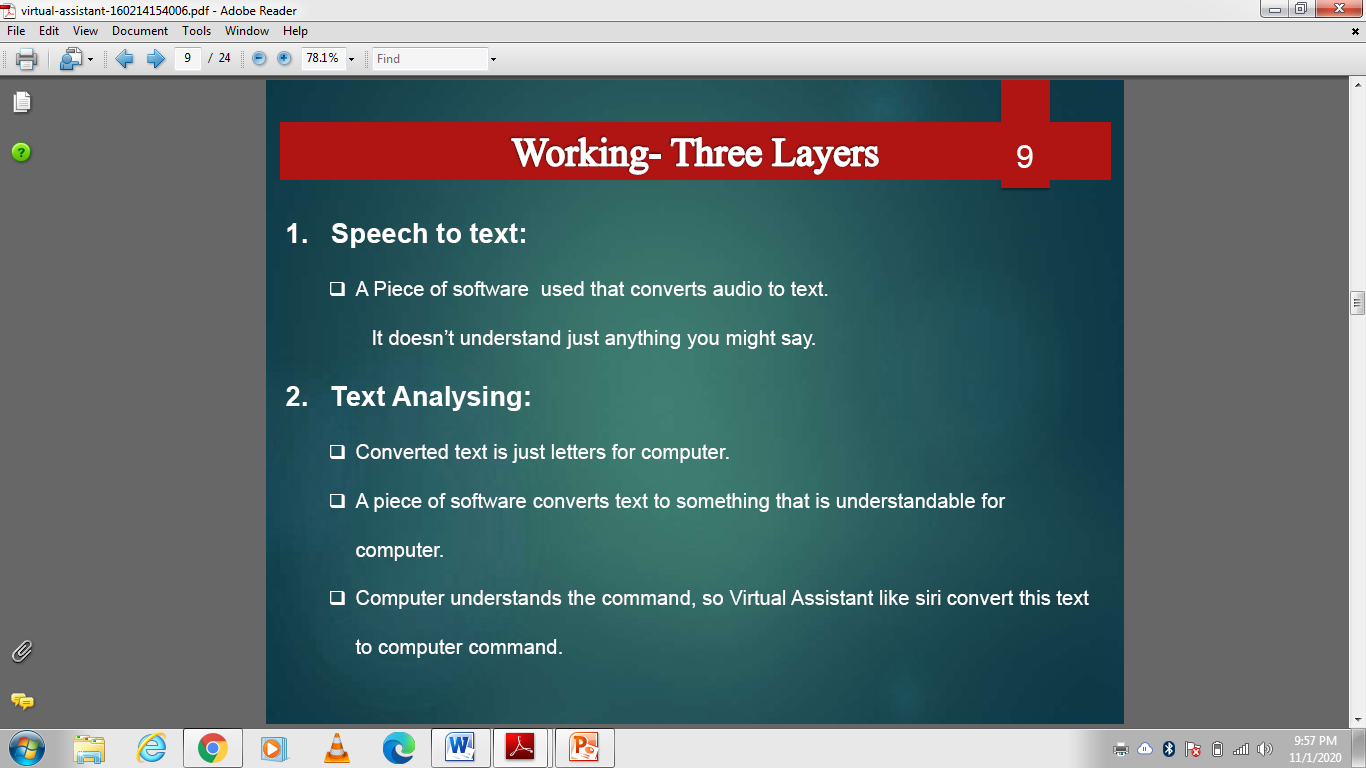 virtual-assistant-160214154006.pdf - Adobe Reader
File Edit View Document Tools Window Help
9 / 24 78.1% Find
Working- Three Layers
9
1. Speech to text:
A Piece of software  used that converts audio to text.
It doesn’t understand just anything you might say.
2. Text Analysing:
Converted text is just letters for computer.
A piece of software converts text to something that is understandable for
computer.
Computer understands the command, so Virtual Assistant like siri convert this text
to computer command.
9:57 PM
11/1/2020